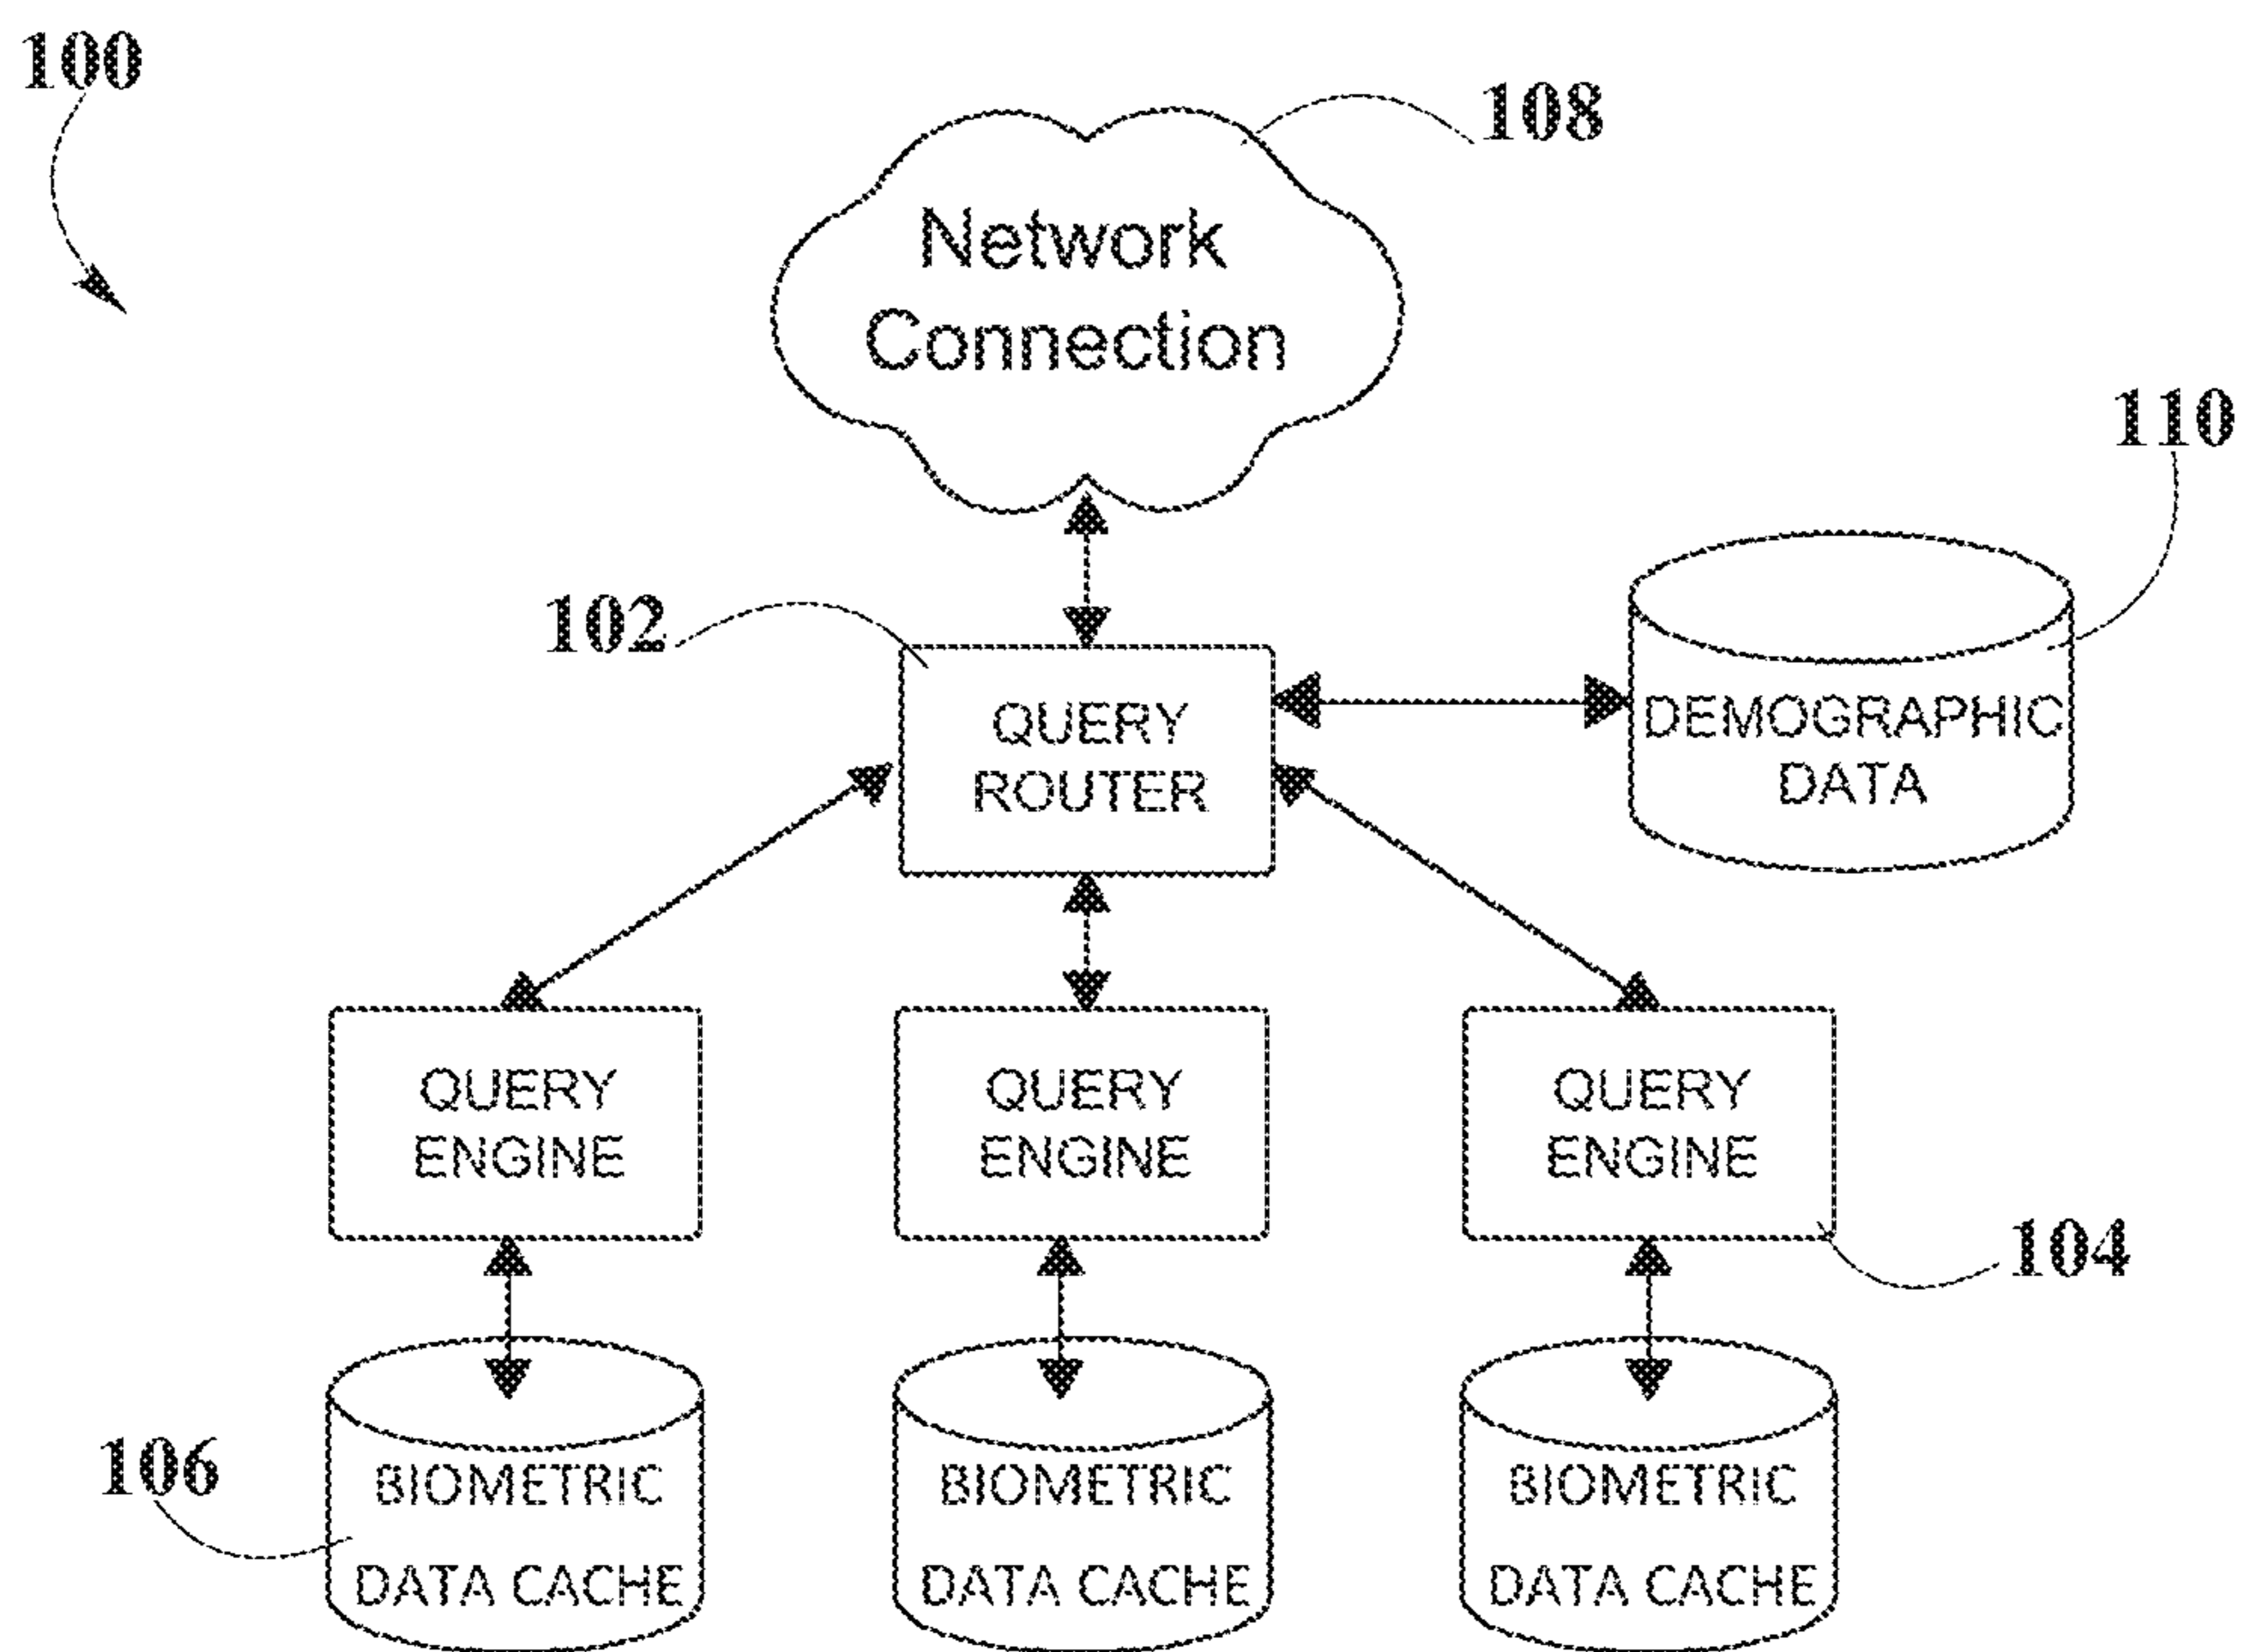 100
108
Network
Connection
110
102
QUERY
ROUTER
DEMOGRAPHIC
DATA
QUERY
ENGINE
QUERY
ENGINE
QUERY
ENGINE
104
106
BIOMETRIC
DATA CACHE
BIOMETRIC
DATA CACHE
BIOMETRIC
DATA CACHE